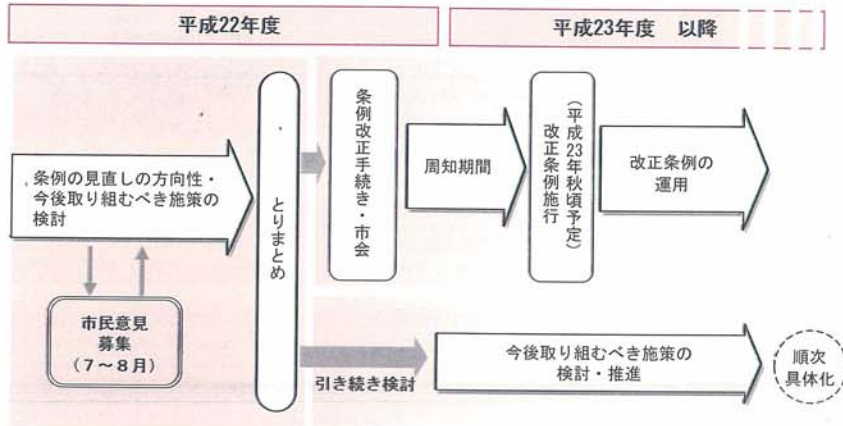 平成22年度
平成23年度 以降
条例の見直しの方向性・
今後取り組むべき施策の
検討
市民意見
募集
(7～8月)
・とりまとめ
条例改正手続き・市会
周知期間
改正条例施行
(平成23年秋頃予定)
改正条例の
運用
引き続き検討
今後取り組むべき施策の
検討・推進
順次
具体化